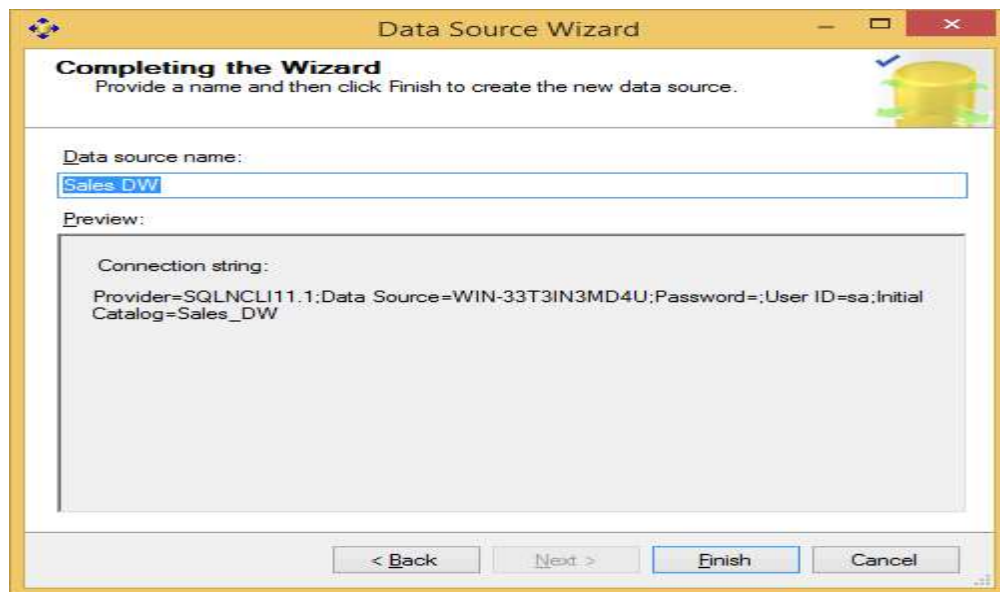 Data Source Wizard
Completing the Wizard
Provide a name and then click Finish to create the new data source.
Data source name:
Sales DW
Preview:
Connection string:
Provider=SQLNCLI11.1;Data Source=WIN-33T3IN3MD4U;Password=;User ID=sa;Initial
Catalog=Sales_DW
< Back Next > Finish Cancel